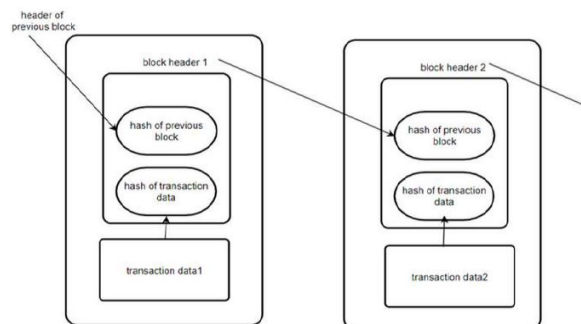 header of
previous block
block header 1
hash of previous
block
hash of transaction
data
transaction data1
block header 2
hash of previous
block
hash of transaction
data
transaction data2